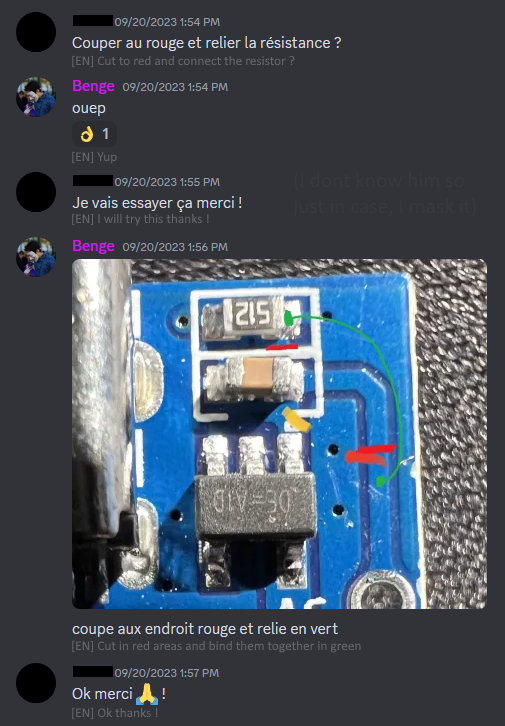 09/20/2023 1:54 PM
Couper au rouge et relier la résistance ?
[EN] Cut to red and connect the resistor ?
Benge 09/20/2023 1:54 PM
ouep
👌 1
[EN] Yup
09/20/2023 1:55 PM
(I dont know him so
just in case, I mask it)
Je vais essayer ça merci !
[EN] I will try this thanks !
Benge 09/20/2023 1:56 PM
512
DE=A1B
coupe aux endroit rouge et relie en vert
[EN] Cut in red areas and bind them together in green
09/20/2023 1:57 PM
Ok merci 🙏 !
[EN] Ok thanks !